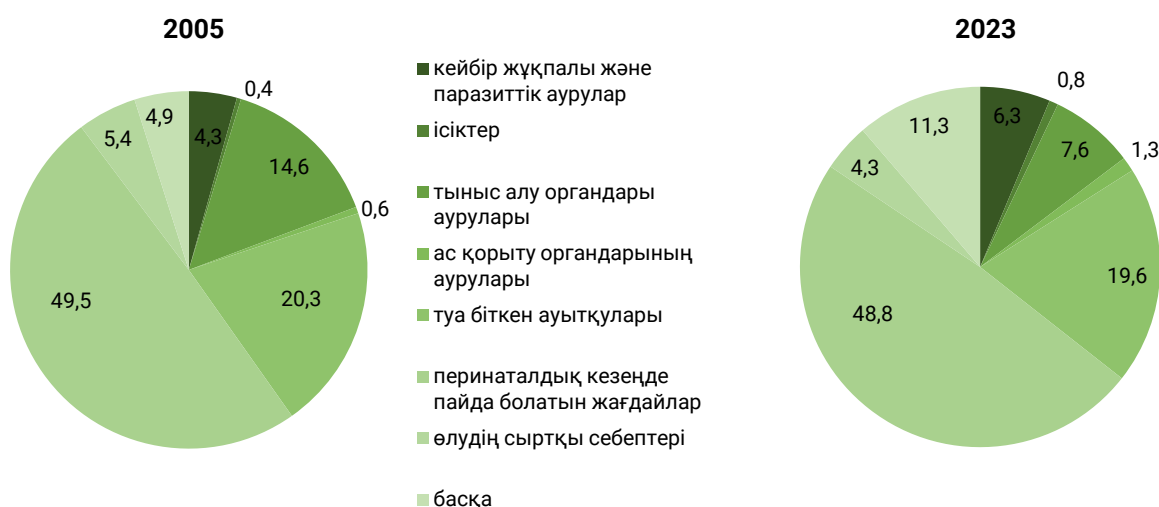 2005
4,3
0,4
14,6
0,6
20,3
49,5
5,4
4,9
кейбір жұқпалы және
паразиттік аурулар
ісіктер
тыныс алу органдары
аурулары
ас қорыту органдарының
аурулары
туа біткен ауытқулары
перинаталдық кезеңде
пайда болатын жағдайлар
өлудің сыртқы себептері
басқа
2023
6,3
0,8
7,6
1,3
19,6
48,8
4,3
11,3